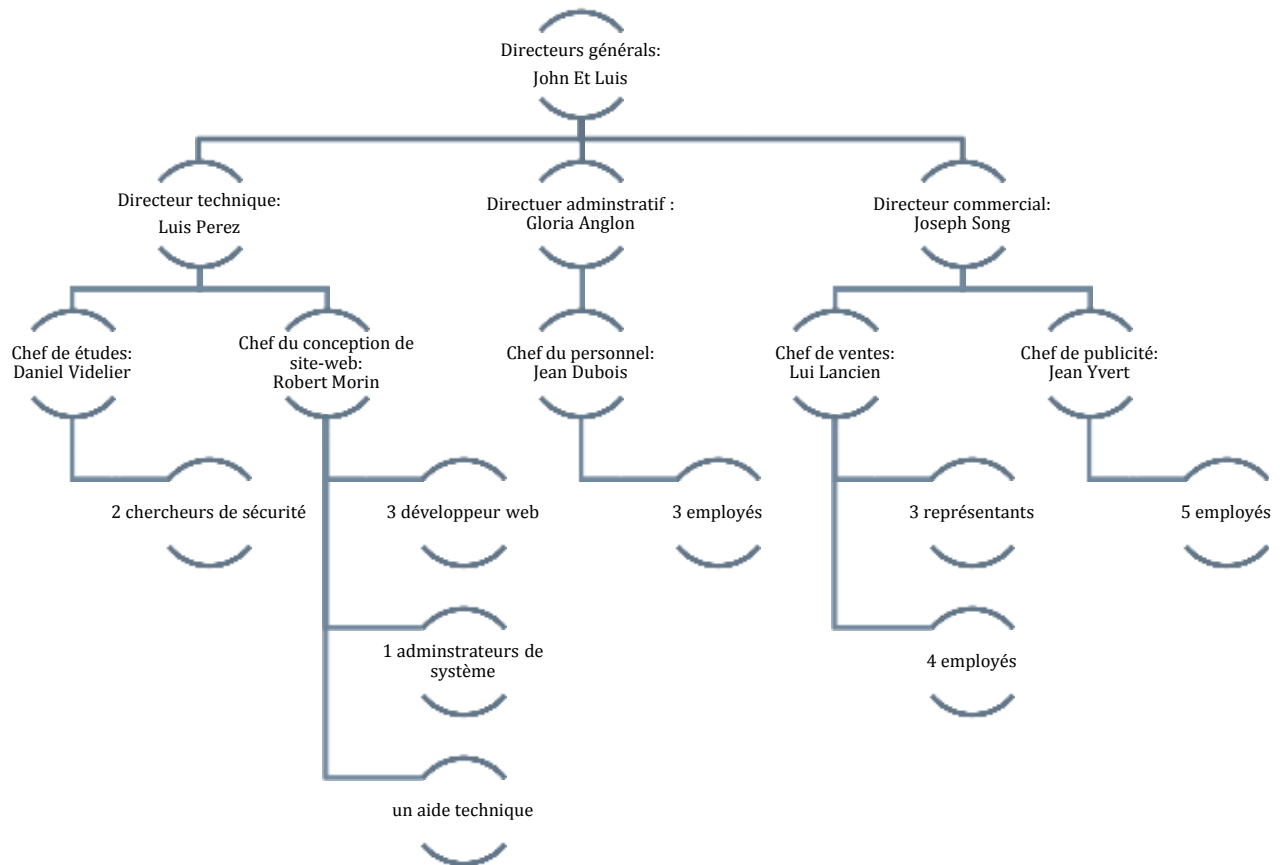 Directeurs générals:
John Et Luis
Directeur technique:
Luis Perez
Directuer adminstratif :
Gloria Anglon
Directeur commercial:
Joseph Song
Chef de études:
Daniel Videlier
Chef du conception de
site-web:
Robert Morin
Chef du personnel:
Jean Dubois
Chef de ventes:
Lui Lancien
Chef de publicité:
Jean Yvert
2 chercheurs de sécurité
3 développeur web
3 employés
3 représentants
5 employés
1 adminstrateurs de
système
4 employés
un aide technique